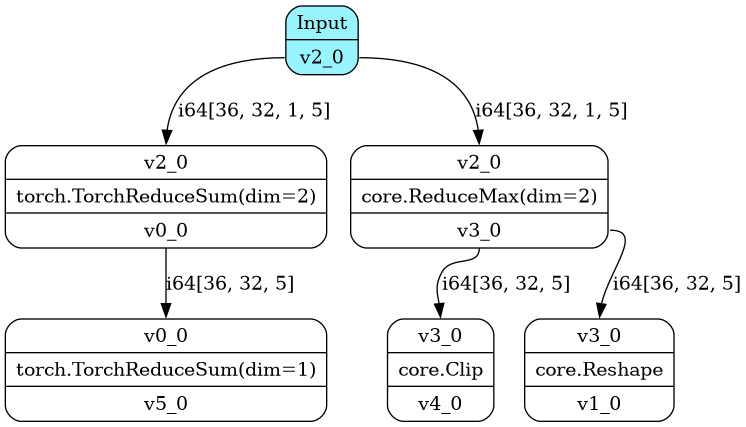 Input
v2_0
i64[36, 32, 1, 5]
i64[36, 32, 1, 5]
v2_0
torch.TorchReduceSum(dim=2)
v0_0
v2_0
core.ReduceMax(dim=2)
v3_0
i64[36, 32, 5]
i64[36, 32, 5]
i64[36, 32, 5]
v0_0
torch.TorchReduceSum(dim=1)
v5_0
v3_0
core.Clip
v4_0
v3_0
core.Reshape
v1_0